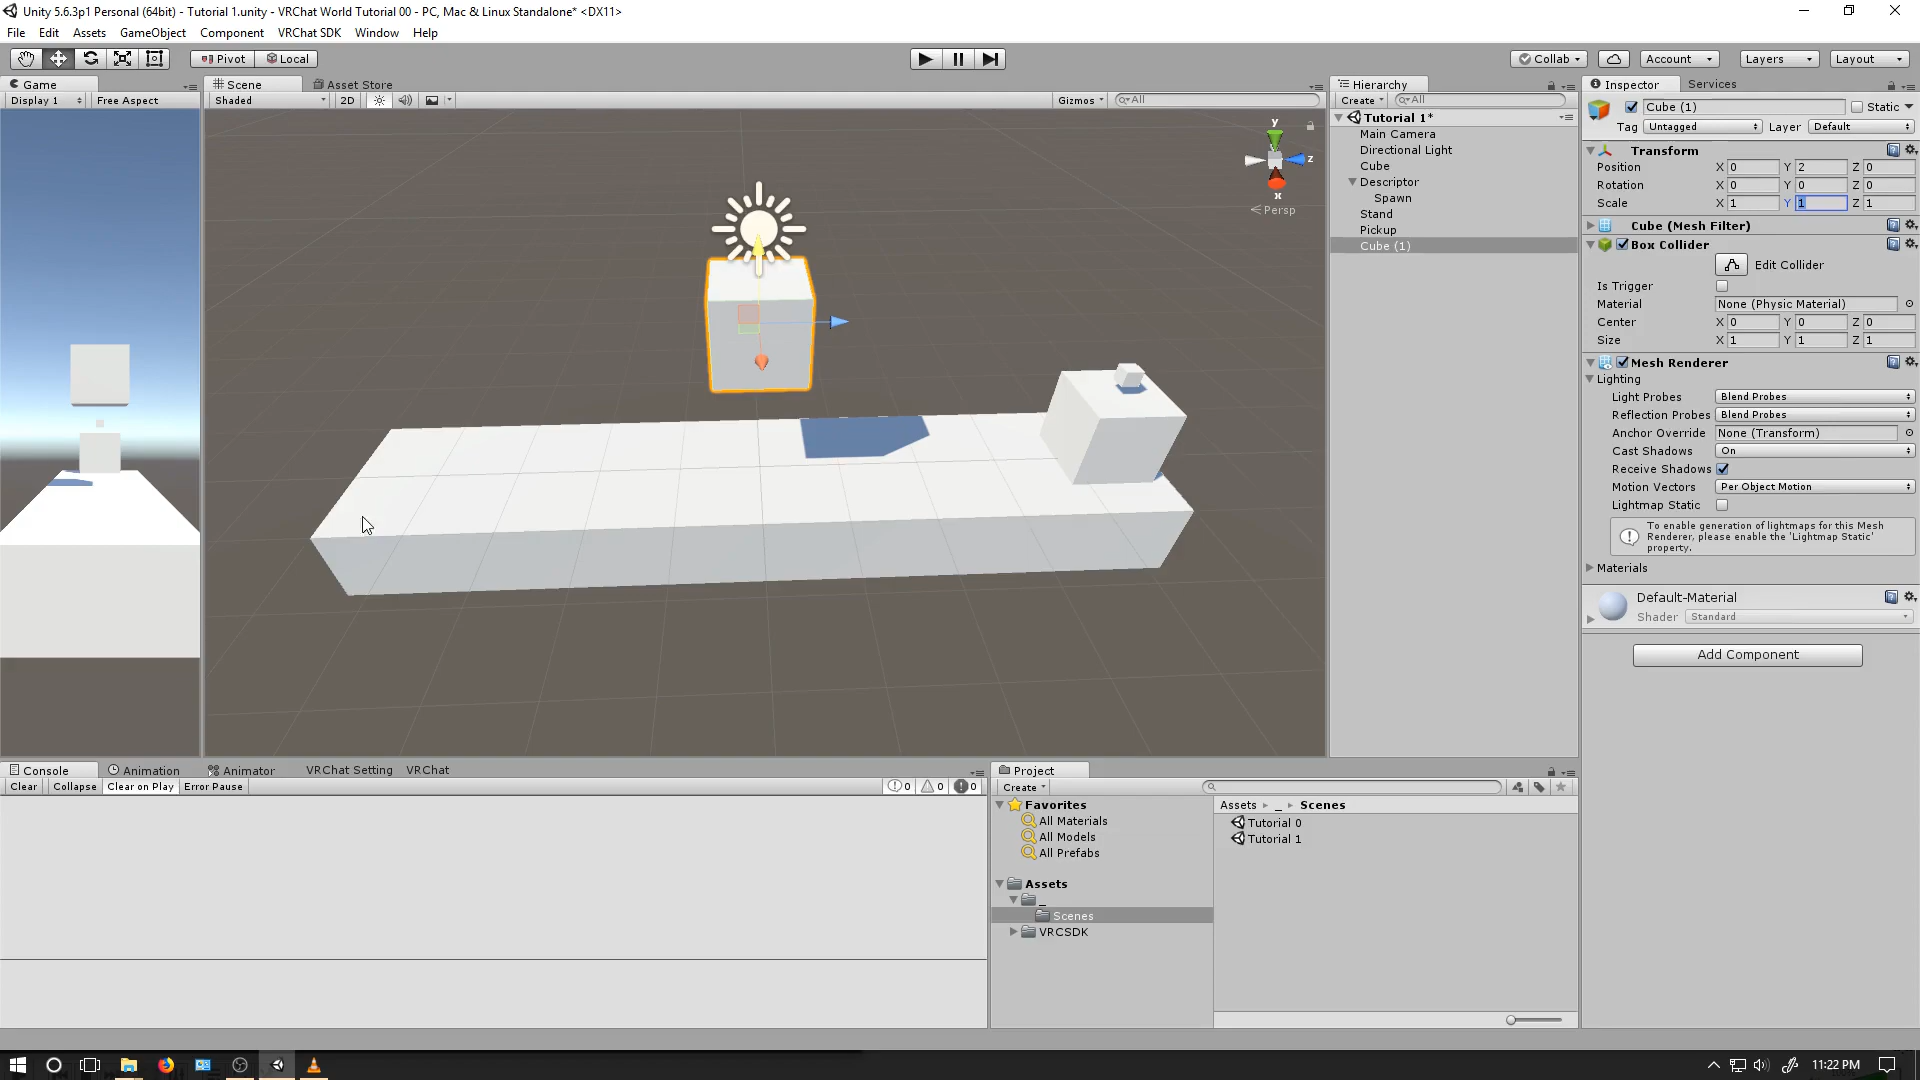 Unity 5.6.3p1 Personal (64bit) - Tutorial 1.unity - VRChat World Tutorial 00 - PC, Mac & Linux Standalone* <DX11>
File Edit Assets GameObject Component VRChat SDK Window Help
Pivot Local Collab Account Layers Layout
Game Scene Asset Store Hierarchy Inspector Services
Display 1 Free Aspect Shaded 2D Gizmos All Create All
Cube (1) Static
Tag Untagged Layer Default
Tutorial 1*
Main Camera
Directional Light
Cube
Descriptor
Spawn
Stand
Pickup
Cube (1)
y
z
x
Persp
Transform
Position X 0 Y 2 Z 0
Rotation X 0 Y 0 Z 0
Scale X 1 Y 1 Z 1
Cube (Mesh Filter)
Box Collider
Edit Collider
Is Trigger
Material None (Physic Material)
Center X 0 Y 0 Z 0
Size X 1 Y 1 Z 1
Mesh Renderer
Lighting
Light Probes Blend Probes
Reflection Probes Blend Probes
Anchor Override None (Transform)
Cast Shadows On
Receive Shadows
Motion Vectors Per Object Motion
Lightmap Static
To enable generation of lightmaps for this Mesh
Renderer, please enable the 'Lightmap Static'
property.
Materials
Default-Material
Shader Standard
Add Component
Console Animation Animator VRChat Setting VRChat
Clear Collapse Clear on Play Error Pause 0 0 0
Project
Create
Favorites
All Materials
All Models
All Prefabs
Assets
_
Scenes
VRCSDK
Assets ▸ _ ▸ Scenes
Tutorial 0
Tutorial 1
11:22 PM